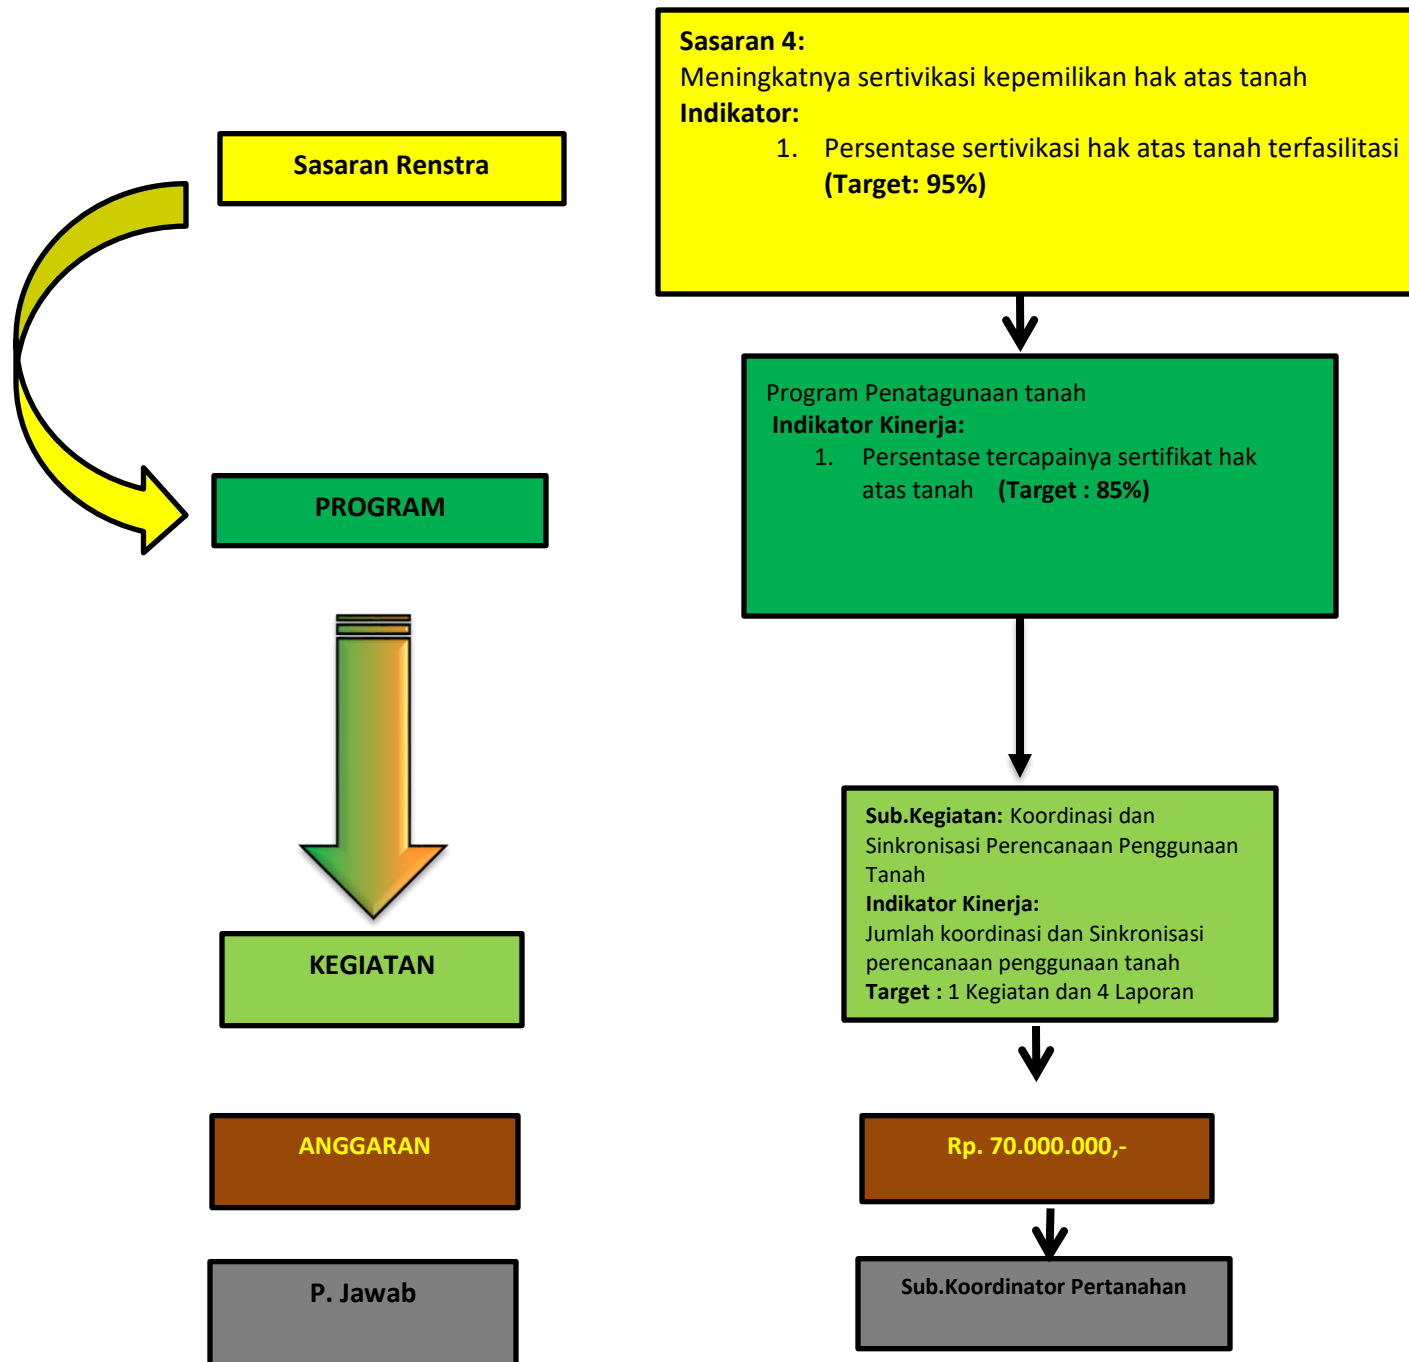 Sasaran 4:
Meningkatnya sertivikasi kepemilikan hak atas tanah
Indikator:
1. Persentase sertivikasi hak atas tanah terfasilitasi
(Target: 95%)
Sasaran Renstra
Program Penatagunaan tanah
Indikator Kinerja:
1. Persentase tercapainya sertifikat hak
atas tanah (Target : 85%)
PROGRAM
Sub.Kegiatan: Koordinasi dan
Sinkronisasi Perencanaan Penggunaan
Tanah
Indikator Kinerja:
Jumlah koordinasi dan Sinkronisasi
perencanaan penggunaan tanah
Target : 1 Kegiatan dan 4 Laporan
KEGIATAN
ANGGARAN
Rp. 70.000.000,-
P. Jawab
Sub.Koordinator Pertanahan